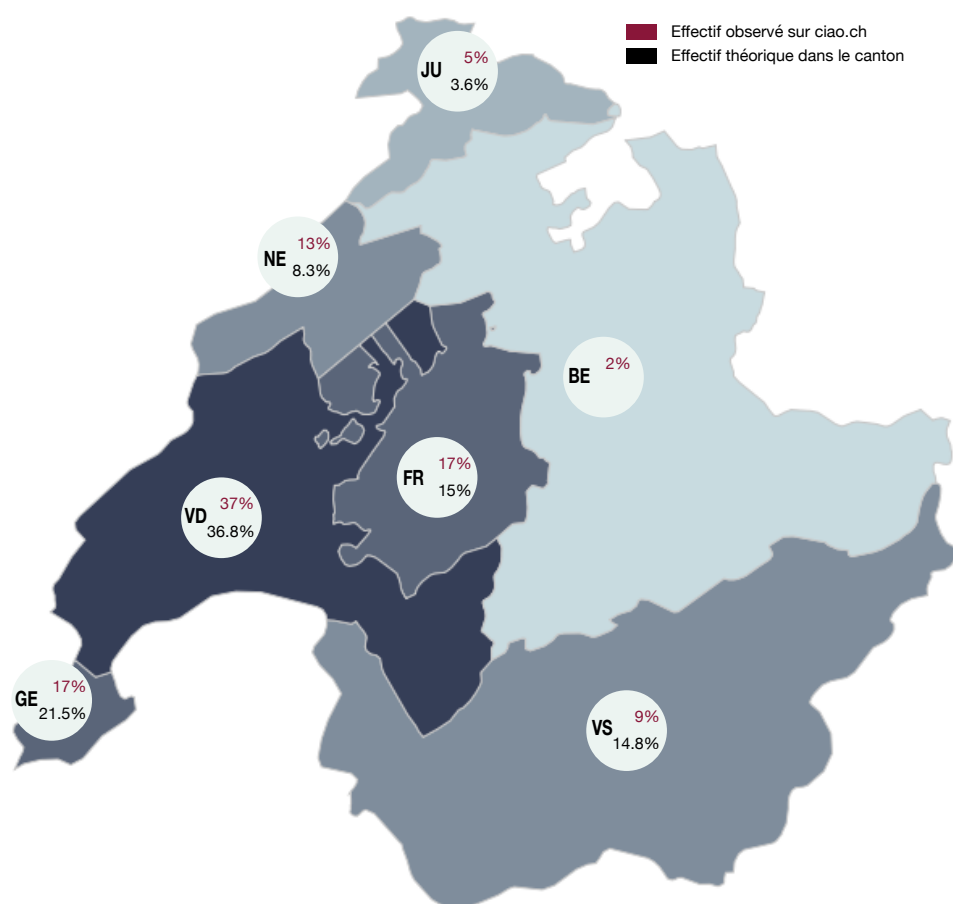 Effectif observé sur ciao.ch
Effectif théorique dans le canton
JU 5%
3.6%
NE 13%
8.3%
BE 2%
FR 17%
15%
VD 37%
36.8%
GE 17%
21.5%
VS 9%
14.8%